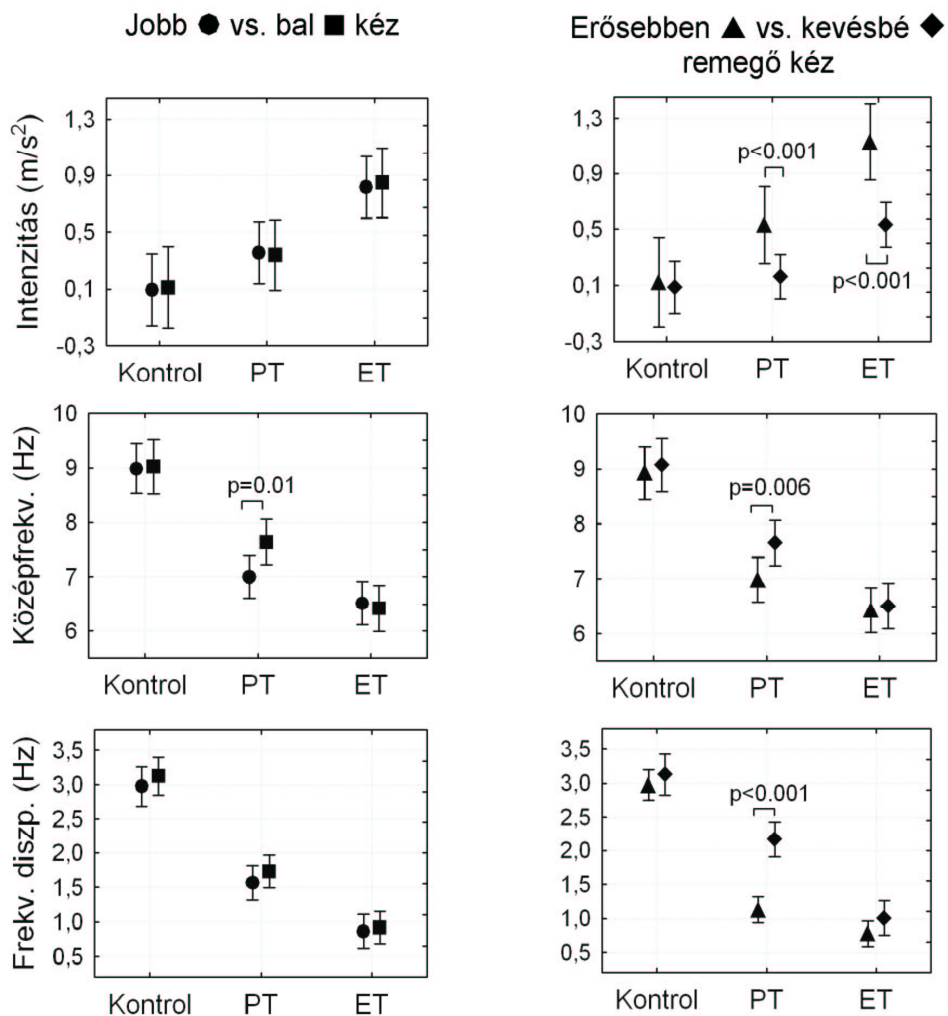 Jobb ● vs. bal ■ kéz
Erősebben ▲ vs. kevésbé ◆
remegő kéz
Intenzitás (m/s²)
1,3
0,9
0,5
0,1
-0,3
Kontrol PT ET
1,3
0,9
0,5
0,1
-0,3
p<0.001
p<0.001
Kontrol PT ET
Középfrekv. (Hz)
10
9
8
7
6
p=0.01
Kontrol PT ET
10
9
8
7
6
p=0.006
Kontrol PT ET
Frekv. diszp. (Hz)
3,5
3,0
2,5
2,0
1,5
1,0
0,5
Kontrol PT ET
3,5
3,0
2,5
2,0
1,5
1,0
0,5
p<0.001
Kontrol PT ET